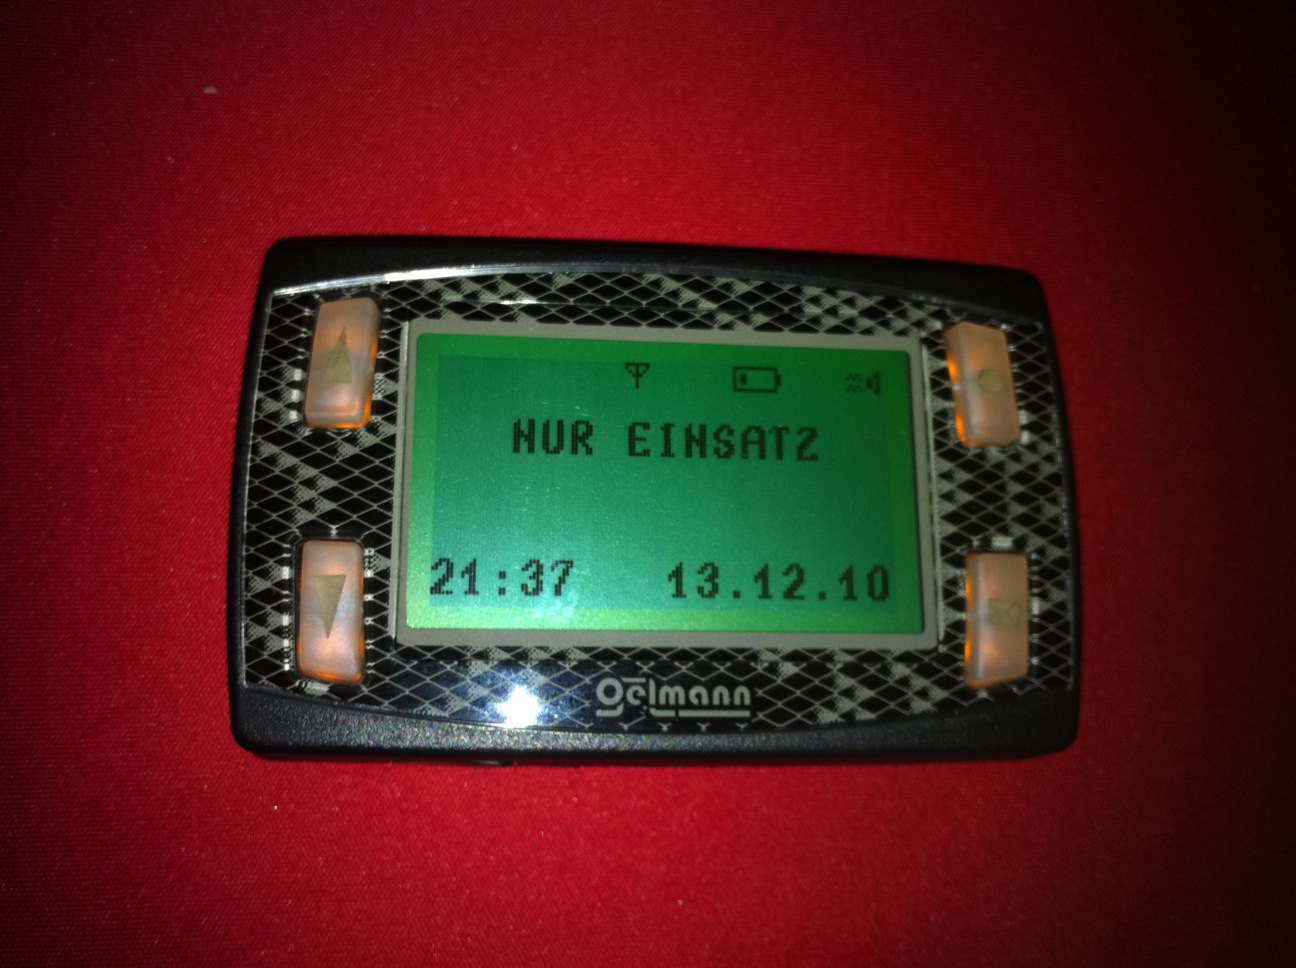 NUR EINSATZ
21:37 13.12.10
oelmann